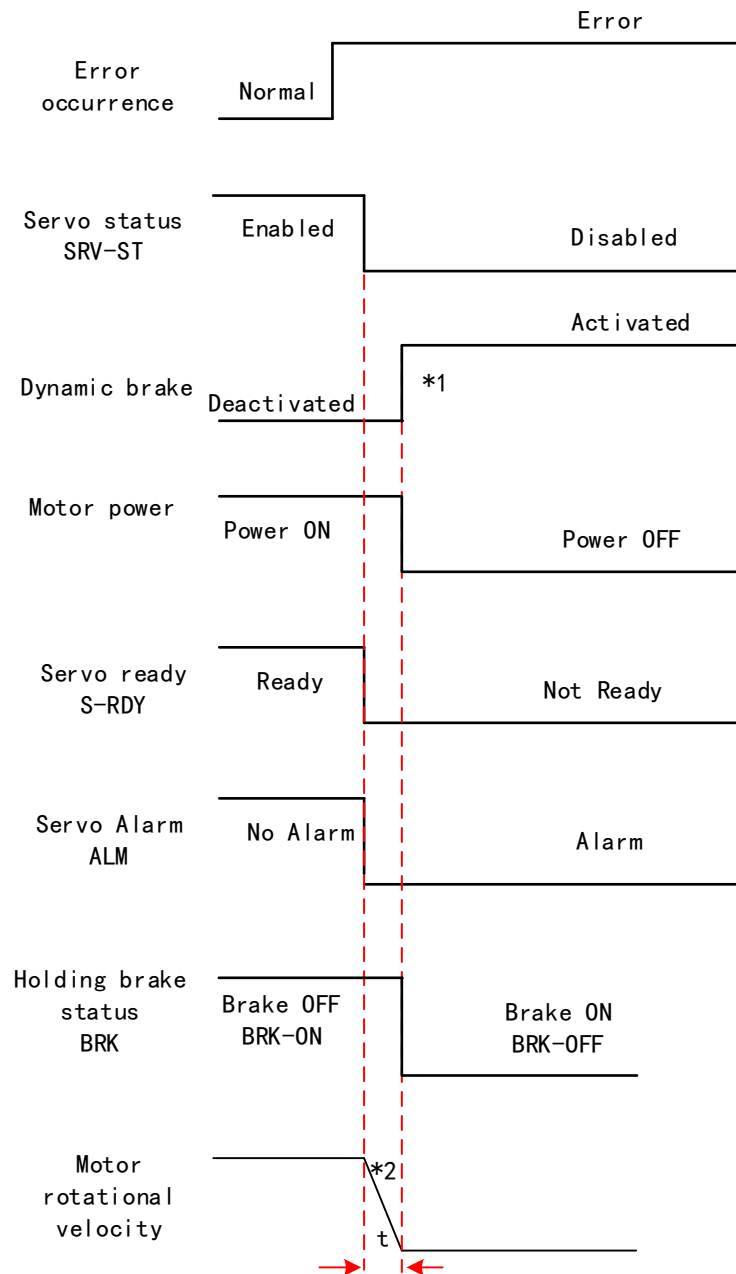 Error
Error
occurrence
Normal
Servo status
SRV-ST
Enabled
Disabled
Activated
Dynamic brake
Deactivated
*1
Motor power
Power ON
Power OFF
Servo ready
S-RDY
Ready
Not Ready
Servo Alarm
ALM
No Alarm
Alarm
Holding brake
status
BRK
Brake OFF
BRK-ON
Brake ON
BRK-OFF
Motor
rotational
velocity
*2
t